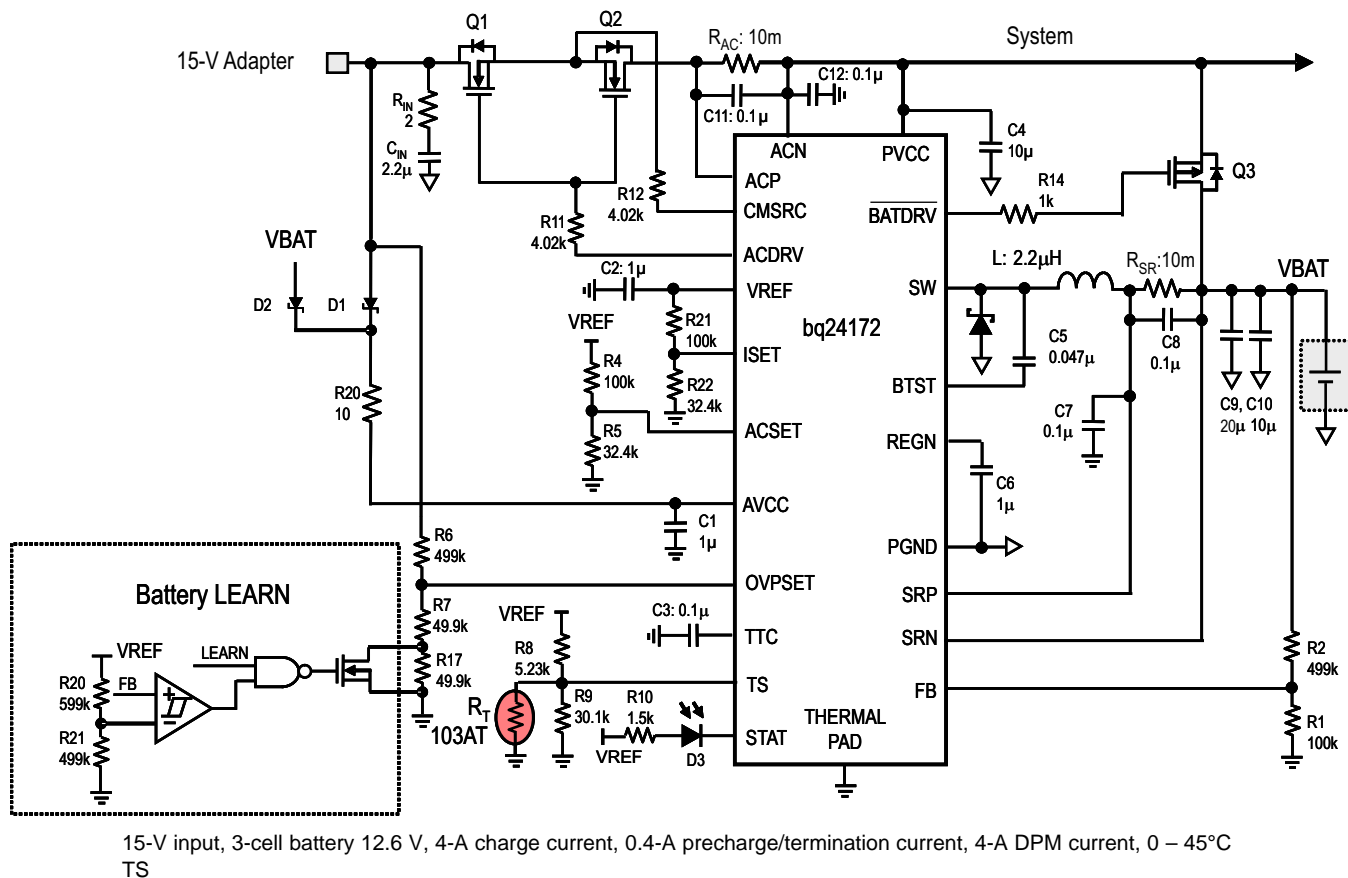 Q1
Q2
15-V Adapter
R_AC: 10m
System
R_IN
2
C_IN
2.2µ
C11: 0.1µ
C12: 0.1µ
C4
10µ
ACN
PVCC
ACP
R12
4.02k
CMSRC
R11
4.02k
ACDRV
BATDRV
R14
1k
Q3
VBAT
D2
D1
C2: 1µ
VREF
VREF
R21
100k
ISET
R4
100k
R22
32.4k
bq24172
SW
L: 2.2µH
R_SR:10m
VBAT
C5
0.047µ
C8
0.1µ
BTST
C9, C10
20µ 10µ
R20
10
R5
32.4k
ACSET
C7
0.1µ
REGN
C6
1µ
AVCC
C1
1µ
PGND
R6
499k
OVPSET
SRP
Battery LEARN
R7
49.9k
C3: 0.1µ
VREF
TTC
SRN
VREF
LEARN
R17
49.9k
R8
5.23k
R2
499k
R20
599k
FB
TS
FB
R_T
103AT
R9
30.1k
R10
1.5k
R21
499k
STAT
VREF
D3
THERMAL
PAD
R1
100k
15-V input, 3-cell battery 12.6 V, 4-A charge current, 0.4-A precharge/termination current, 4-A DPM current, 0 – 45°C
TS